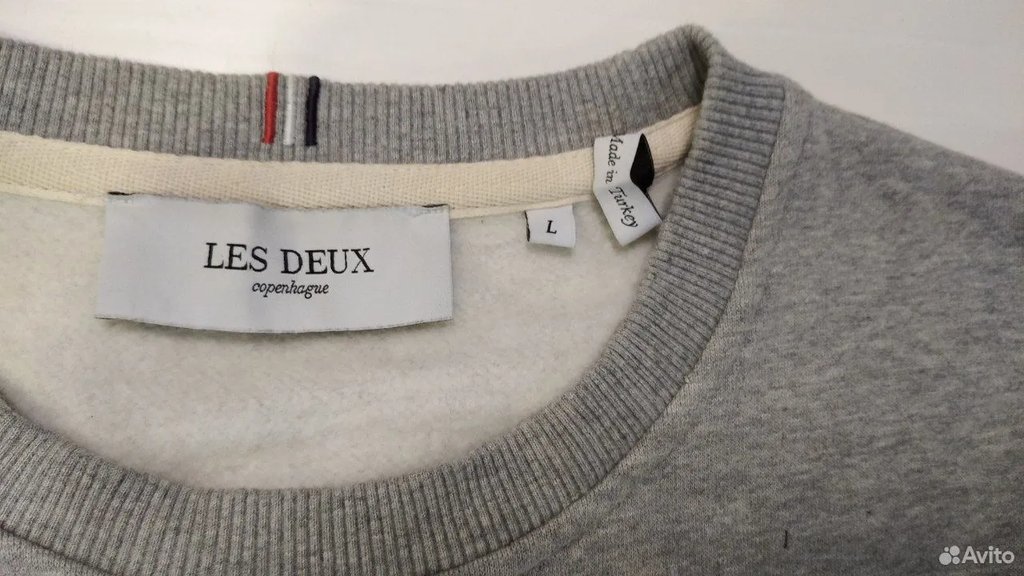 LES DEUX
copenhague
L
Made in Turkey
Avito